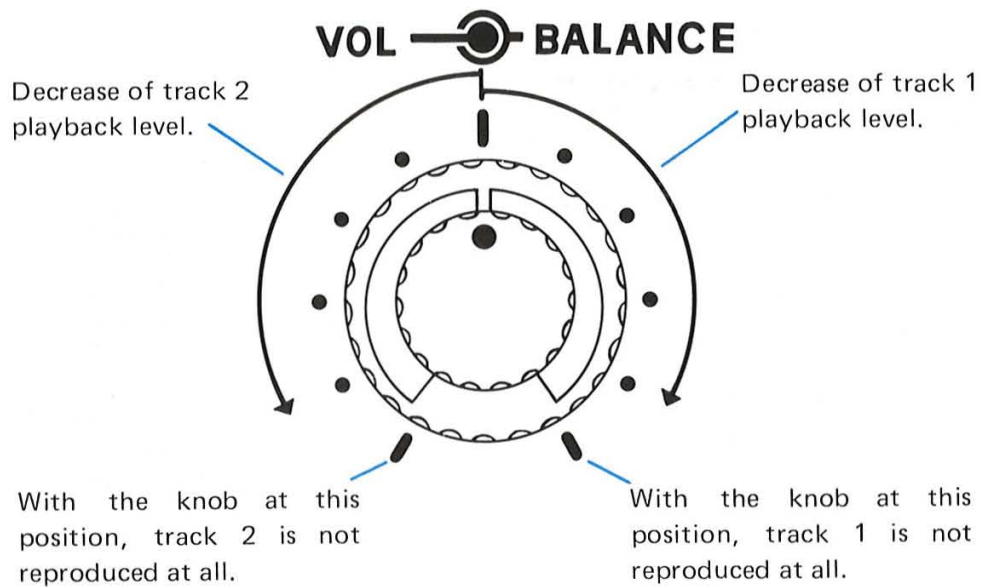 VOL BALANCE
Decrease of track 2
playback level.
Decrease of track 1
playback level.
With the knob at this
position, track 2 is not
reproduced at all.
With the knob at this
position, track 1 is not
reproduced at all.